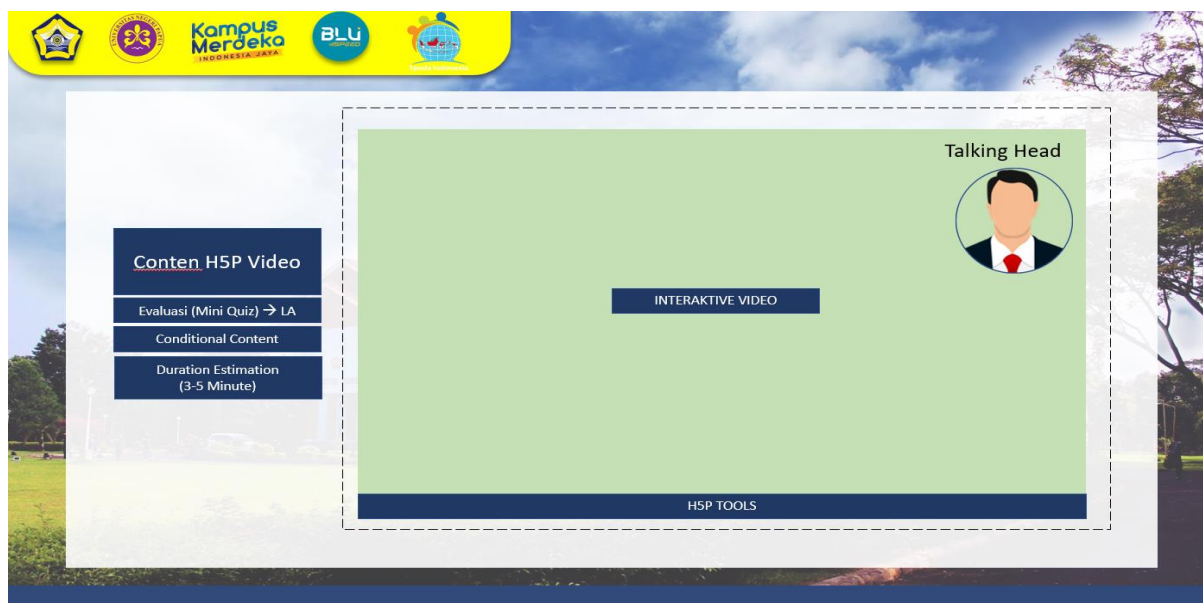 Kampus
Merdeka
INDONESIA JAYA
BLU
Talking Head
Conten H5P Video
Evaluasi (Mini Quiz) → LA
Conditional Content
Duration Estimation
(3-5 Minute)
INTERAKTIVE VIDEO
H5P TOOLS